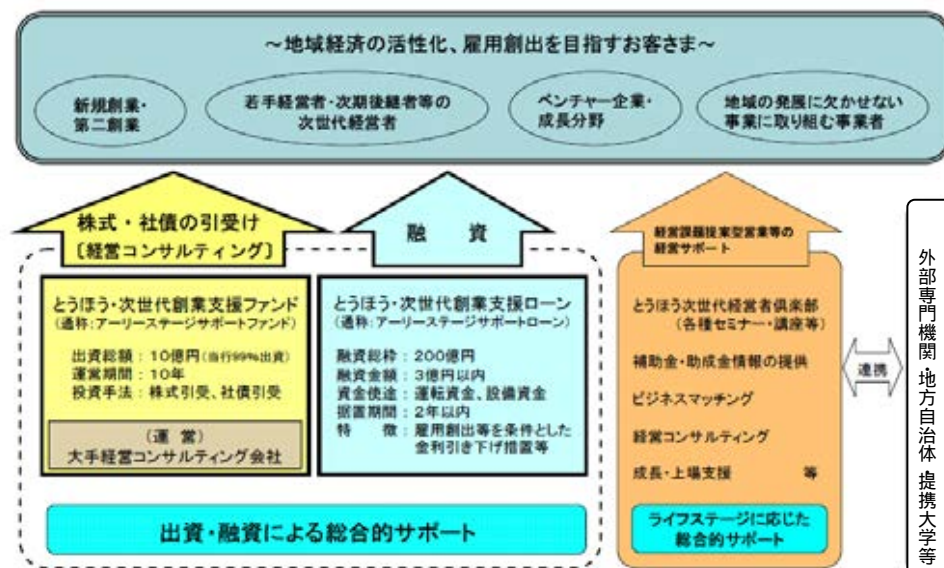 ～地域経済の活性化、雇用創出を目指すお客さま～
新規創業・
第二創業
若手経営者・次期後継者等の
次世代経営者
ベンチャー企業・
成長分野
地域の発展に欠かせない
事業に取り組む事業者
株式・社債の引受け
〔経営コンサルティング〕
融　資
経営課題提案型営業等の
経営サポート
とうほう・次世代創業支援ファンド
（通称：アーリーステージサポートファンド）
出資総額：10億円（当行99%出資）
運営期間：10年
投資手法：株式引受、社債引受
（運　営）
大手経営コンサルティング会社
とうほう・次世代創業支援ローン
（通称：アーリーステージサポートローン）
融資総枠：200億円
融資金額：3億円以内
資金使途：運転資金、設備資金
据置期間：2年以内
特　徴：雇用創出等を条件とした
金利引き下げ措置等
出資・融資による総合的サポート
とうほう次世代経営者倶楽部
（各種セミナー・講座等）
補助金・助成金情報の提供
ビジネスマッチング
経営コンサルティング
成長・上場支援　等
ライフステージに応じた
総合的サポート
連携
外部専門機関・地方自治体・提携大学等